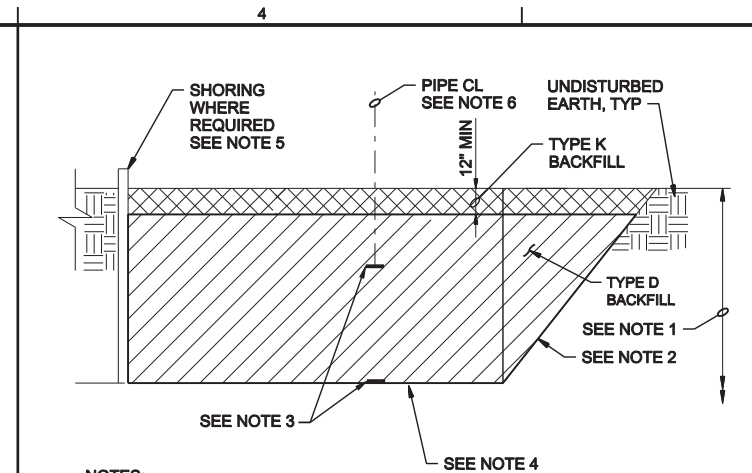 4
SHORING
WHERE
REQUIRED
SEE NOTE 5
PIPE CL
SEE NOTE 6
UNDISTURBED
EARTH, TYP
12" MIN
TYPE K
BACKFILL
TYPE D
BACKFILL
SEE NOTE 1
SEE NOTE 2
SEE NOTE 3
SEE NOTE 4
NOTES: